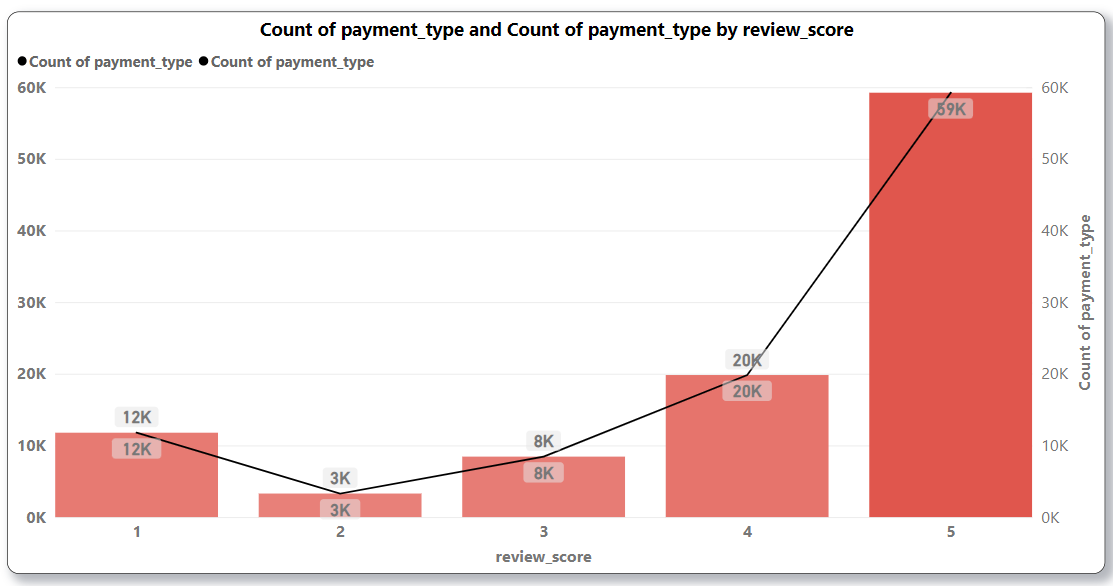 Count of payment_type and Count of payment_type by review_score
Count of payment_type Count of payment_type
60K 60K
59K
50K 50K
40K 40K
30K 30K
Count of payment_type
20K 20K 20K
20K
12K
10K 8K 10K
12K
8K
3K
3K
0K 0K
1 2 3 4 5
review_score